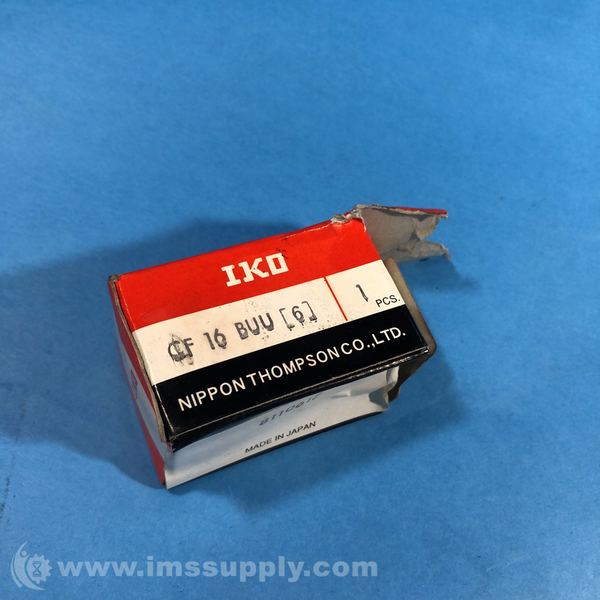 IKO
CF 16 BUU [6] 1 PCS.
NIPPON THOMPSON CO., LTD.
MADE IN JAPAN
www.imssupply.com